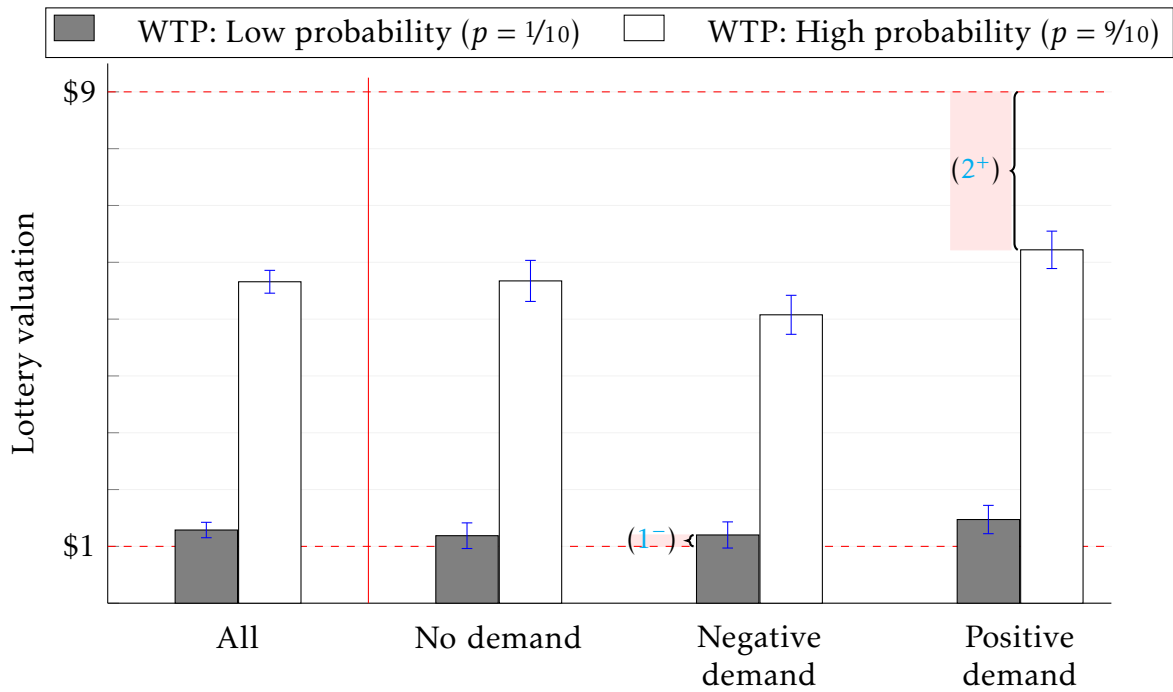 WTP: Low probability (p = 1/10) WTP: High probability (p = 9/10)
$9
(2⁺)
Lottery valuation
(1⁻)
$1
All No demand Negative demand Positive demand